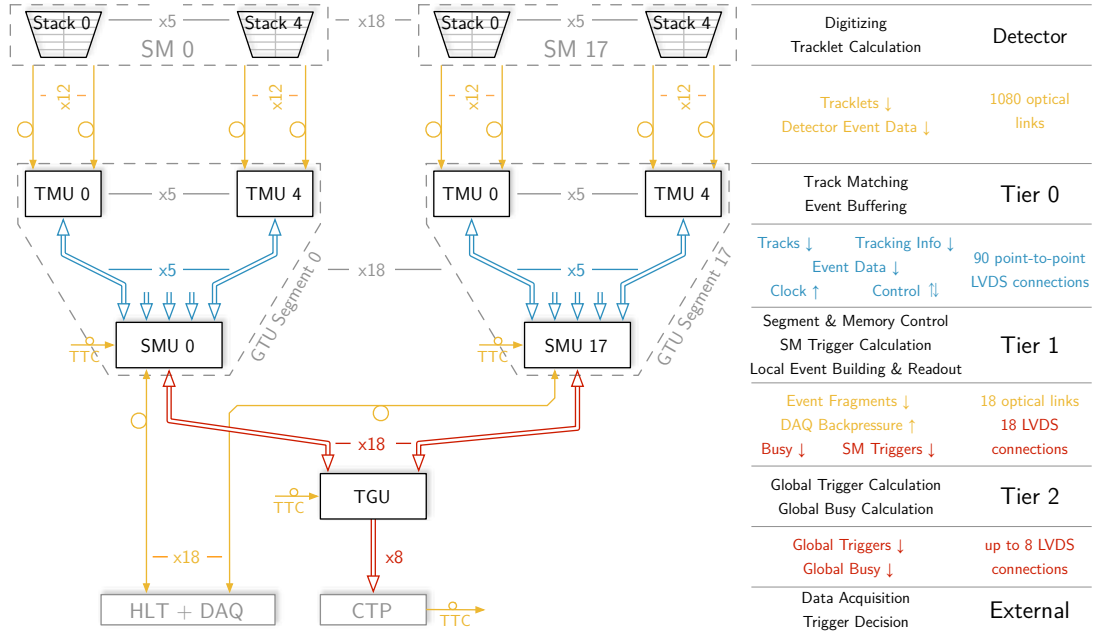 Stack 0
x5
Stack 4
SM 0
x18
Stack 0
x5
Stack 4
SM 17
x12
x12
x12
x12
TMU 0
x5
TMU 4
TMU 0
x5
TMU 4
x5
GTU Segment 0
x18
x5
GTU Segment 17
TTC
SMU 0
TTC
SMU 17
x18
TTC
TGU
x18
x8
HLT + DAQ
CTP
TTC
Digitizing
Tracklet Calculation
Detector
Tracklets ↓
Detector Event Data ↓
1080 optical
links
Track Matching
Event Buffering
Tier 0
Tracks ↓ Tracking Info ↓
Event Data ↓
Clock ↑ Control ⇅
90 point-to-point
LVDS connections
Segment & Memory Control
SM Trigger Calculation
Local Event Building & Readout
Tier 1
Event Fragments ↓
DAQ Backpressure ↑
Busy ↓ SM Triggers ↓
18 optical links
18 LVDS
connections
Global Trigger Calculation
Global Busy Calculation
Tier 2
Global Triggers ↓
Global Busy ↓
up to 8 LVDS
connections
Data Acquisition
Trigger Decision
External